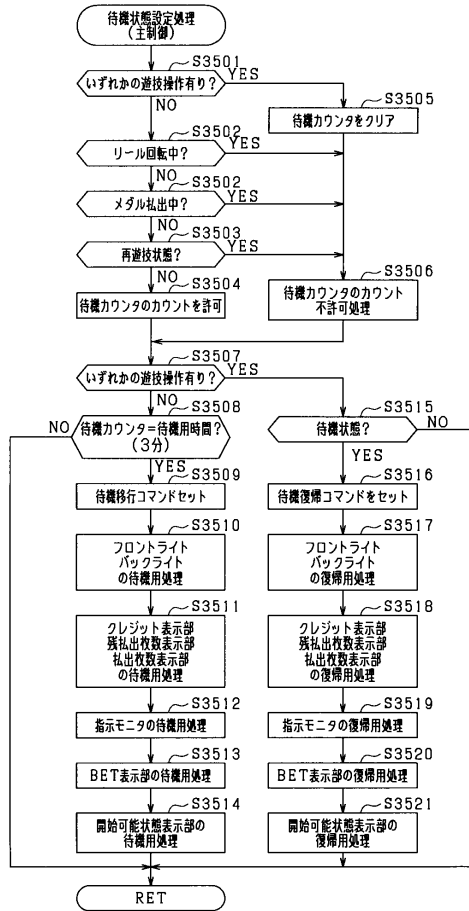 待機状態設定処理
(主制御)
S3501
いずれかの遊技操作有り?
YES
NO
S3505
待機カウンタをクリア
S3502
リール回転中?
YES
NO
S3502
メダル払出中?
YES
NO
S3503
再遊技状態?
YES
NO
S3504
待機カウンタのカウントを許可
S3506
待機カウンタのカウント
不許可処理
S3507
いずれかの遊技操作有り?
YES
NO
S3508
NO
待機カウンタ=待機用時間?
(3分)
YES
S3515
待機状態?
NO
YES
S3509
待機移行コマンドセット
S3516
待機復帰コマンドをセット
S3510
フロントライト
バックライト
の待機用処理
S3517
フロントライト
バックライト
の復帰用処理
S3511
クレジット表示部
残払出枚数表示部
払出枚数表示部
の待機用処理
S3518
クレジット表示部
残払出枚数表示部
払出枚数表示部
の復帰用処理
S3512
指示モニタの待機用処理
S3519
指示モニタの復帰用処理
S3513
BET表示部の待機用処理
S3520
BET表示部の復帰用処理
S3514
開始可能状態表示部の
待機用処理
S3521
開始可能状態表示部の
復帰用処理
RET